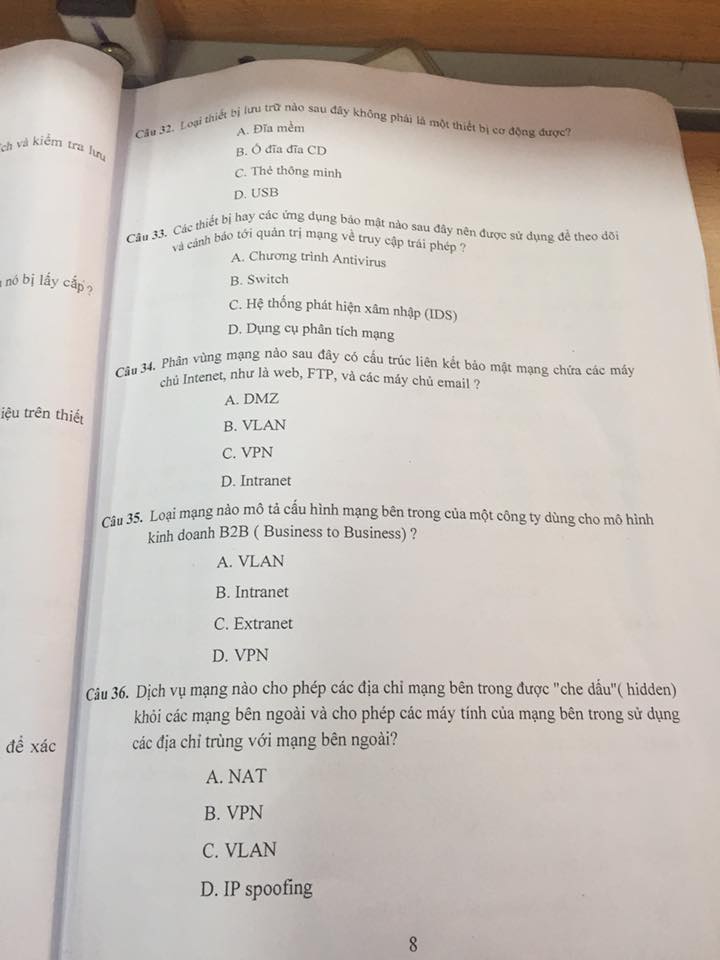 ch và kiểm tra lưu
nó bị lấy cắp?
iệu trên thiết
để xác
Câu 32. Loại thiết bị lưu trữ nào sau đây không phải là một thiết bị cơ động được?
A. Đĩa mềm
B. Ổ đĩa đĩa CD
C. Thẻ thông minh
D. USB
Câu 33. Các thiết bị hay các ứng dụng bảo mật nào sau đây nên được sử dụng để theo dõi
và cảnh báo tới quản trị mạng về truy cập trái phép ?
A. Chương trình Antivirus
B. Switch
C. Hệ thống phát hiện xâm nhập (IDS)
D. Dụng cụ phân tích mạng
Câu 34. Phân vùng mạng nào sau đây có cấu trúc liên kết bảo mật mạng chứa các máy
chủ Intenet, như là web, FTP, và các máy chủ email ?
A. DMZ
B. VLAN
C. VPN
D. Intranet
Câu 35. Loại mạng nào mô tả cấu hình mạng bên trong của một công ty dùng cho mô hình
kinh doanh B2B ( Business to Business) ?
A. VLAN
B. Intranet
C. Extranet
D. VPN
Câu 36. Dịch vụ mạng nào cho phép các địa chỉ mạng bên trong được "che dấu"( hidden)
khỏi các mạng bên ngoài và cho phép các máy tính của mạng bên trong sử dụng
các địa chỉ trùng với mạng bên ngoài?
A. NAT
B. VPN
C. VLAN
D. IP spoofing
8